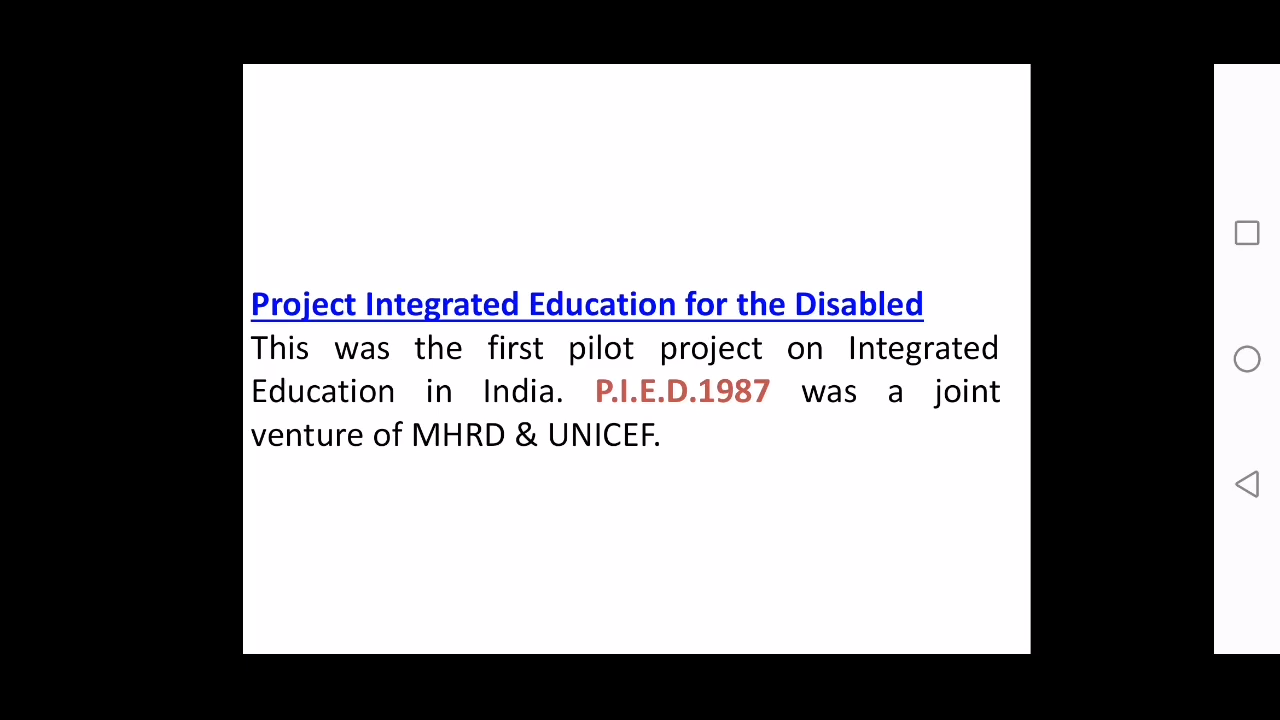 Project Integrated Education for the Disabled
This was the first pilot project on Integrated
Education in India. P.I.E.D.1987 was a joint
venture of MHRD & UNICEF.